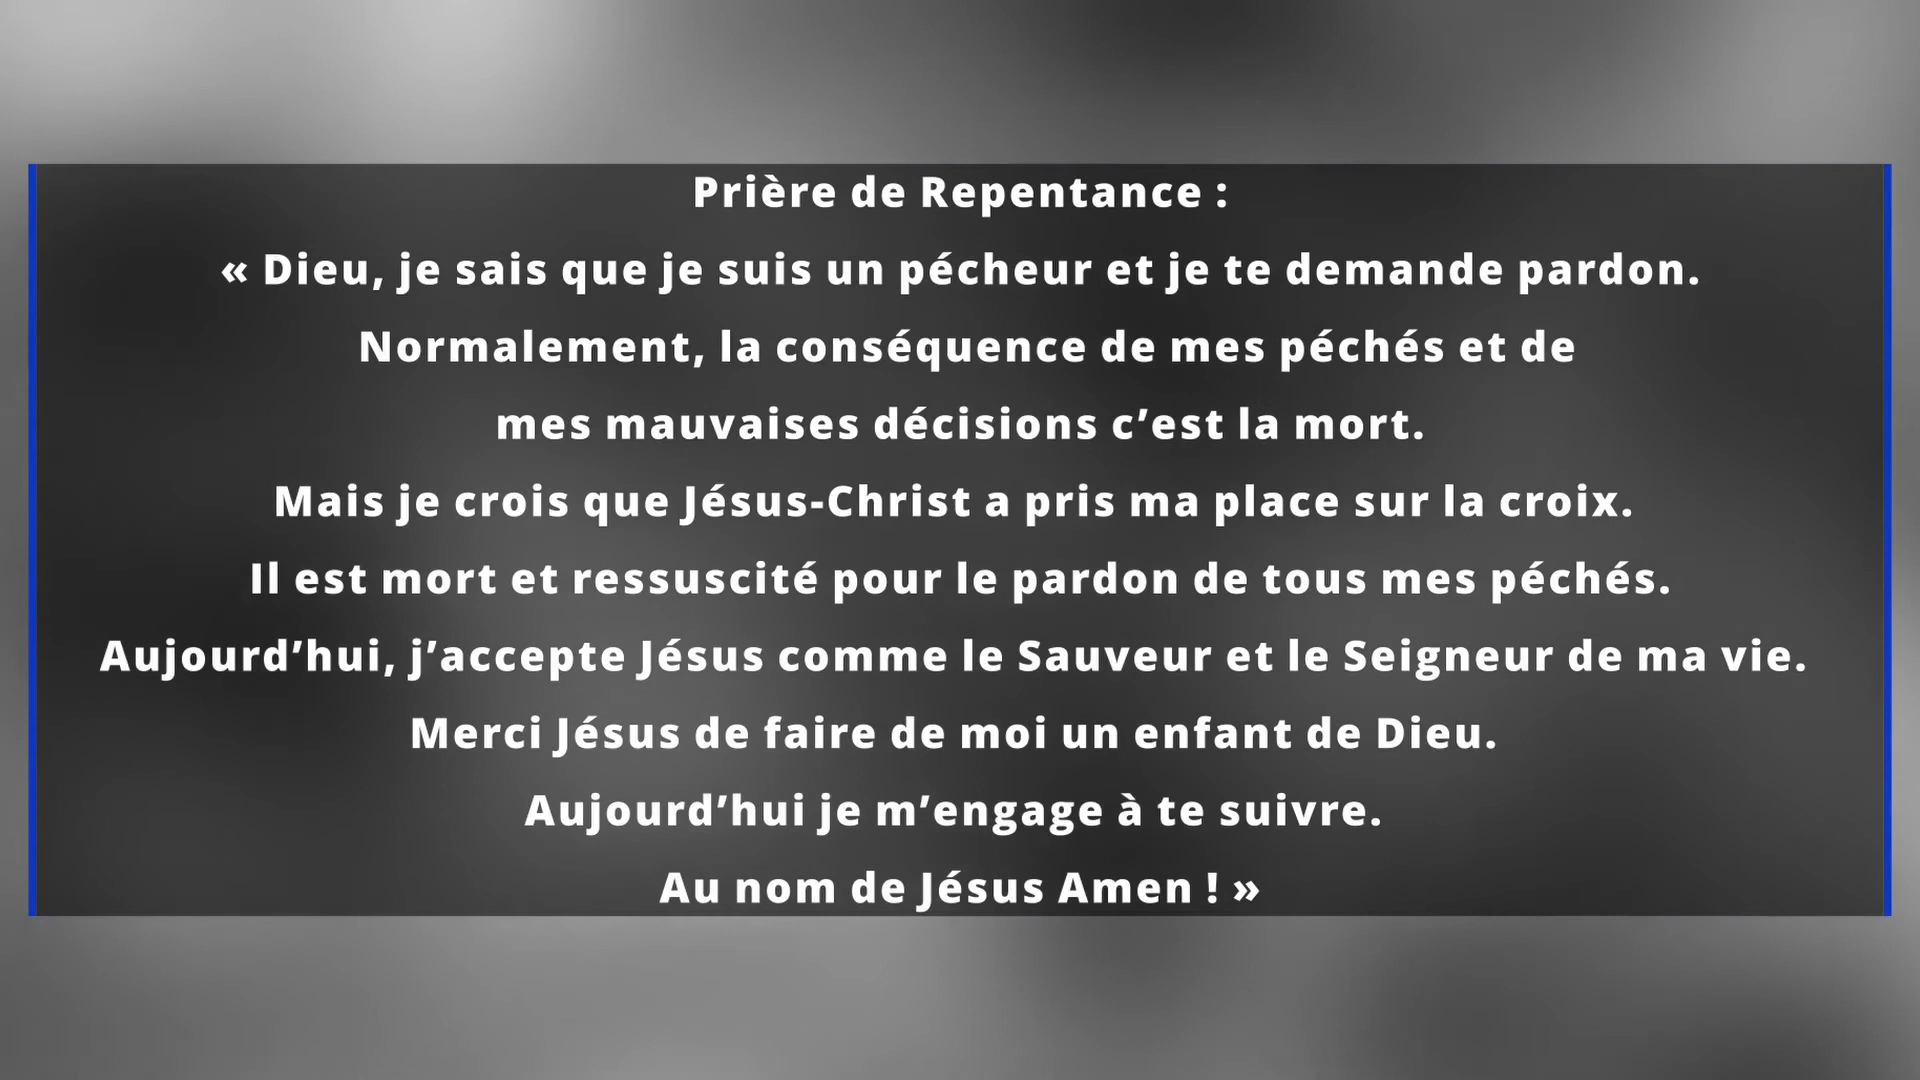 Prière de Repentance :
« Dieu, je sais que je suis un pécheur et je te demande pardon.
Normalement, la conséquence de mes péchés et de
mes mauvaises décisions c’est la mort.
Mais je crois que Jésus-Christ a pris ma place sur la croix.
Il est mort et ressuscité pour le pardon de tous mes péchés.
Aujourd’hui, j’accepte Jésus comme le Sauveur et le Seigneur de ma vie.
Merci Jésus de faire de moi un enfant de Dieu.
Aujourd’hui je m’engage à te suivre.
Au nom de Jésus Amen ! »